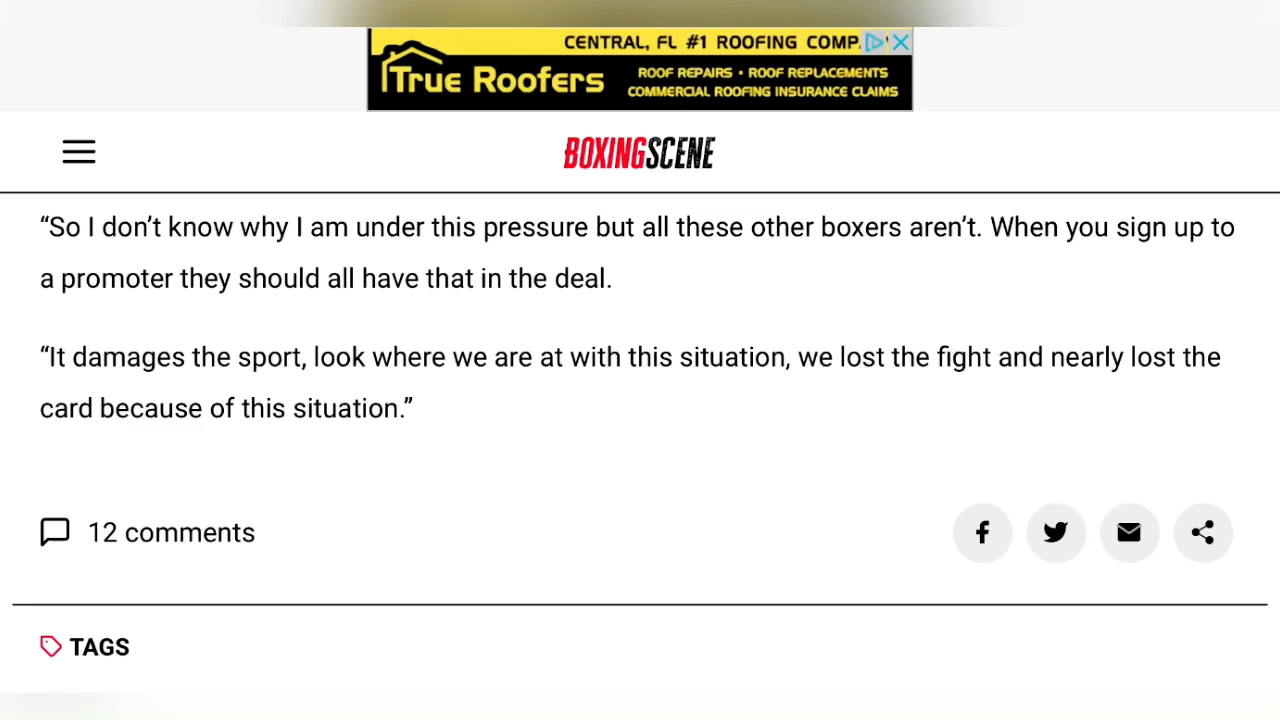 CENTRAL, FL #1 ROOFING COMP
True Roofers
ROOF REPAIRS • ROOF REPLACEMENTS
COMMERCIAL ROOFING INSURANCE CLAIMS
BOXINGSCENE
“So I don’t know why I am under this pressure but all these other boxers aren’t. When you sign up to
a promoter they should all have that in the deal.
“It damages the sport, look where we are at with this situation, we lost the fight and nearly lost the
card because of this situation.”
12 comments
TAGS